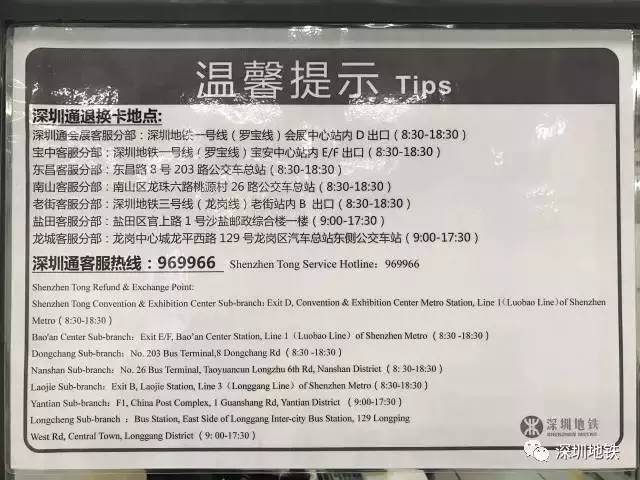 温馨提示 Tips
深圳通退换卡地点:
深圳通会展客服分部：深圳地铁一号线（罗宝线）会展中心站内 D 出口（8:30-18:30）
宝中客服分部：深圳地铁一号线（罗宝线）宝安中心站内 E/F 出口（8:30-18:30）
东昌客服分部：东昌路 8 号 203 路公交车总站（8:30-18:30）
南山客服分部：南山区龙珠六路桃源村 26 路公交车总站（8:30-18:30）
老街客服分部：深圳地铁三号线（龙岗线）老街站内 B 出口（8:30-18:30）
盐田客服分部：盐田区官上路 1 号沙盐邮政综合楼一楼（9:00-17:30）
龙城客服分部：龙岗中心城龙平西路 129 号龙岗区汽车总站东侧公交车站（9:00-17:30）
深圳通客服热线：969966 Shenzhen Tong Service Hotline：969966
Shenzhen Tong Refund & Exchange Point:
Shenzhen Tong Convention & Exhibition Center Sub-branch: Exit D, Convention & Exhibition Center Metro Station, Line 1（Luobao Line）of Shenzhen
Metro（8:30-18:30）
Bao'an Center Sub-branch：Exit E/F, Bao'an Center Station, Line 1（Luobao Line）of Shenzhen Metro（8:30 -18:30）
Dongchang Sub-branch：No. 203 Bus Terminal,8 Dongchang Rd（8:30 -18:30）
Nanshan Sub-branch：No. 26 Bus Terminal, Taoyuancun Longzhu 6th Rd, Nanshan District（8:30-18:30）
Laojie Sub-branch：Exit B, Laojie Station, Line 3（Longgang Line）of Shenzhen Metro（8:30-18:30）
Yantian Sub-branch：F1, China Post Complex, 1 Guanshang Rd, Yantian District （9:00-17:30）
Longcheng Sub-branch：Bus Station, East Side of Longgang Inter-city Bus Station, 129 Longping
West Rd, Central Town, Longgang District（9: 00-17:30）
深圳地铁
SHENZHEN METRO
深圳地铁